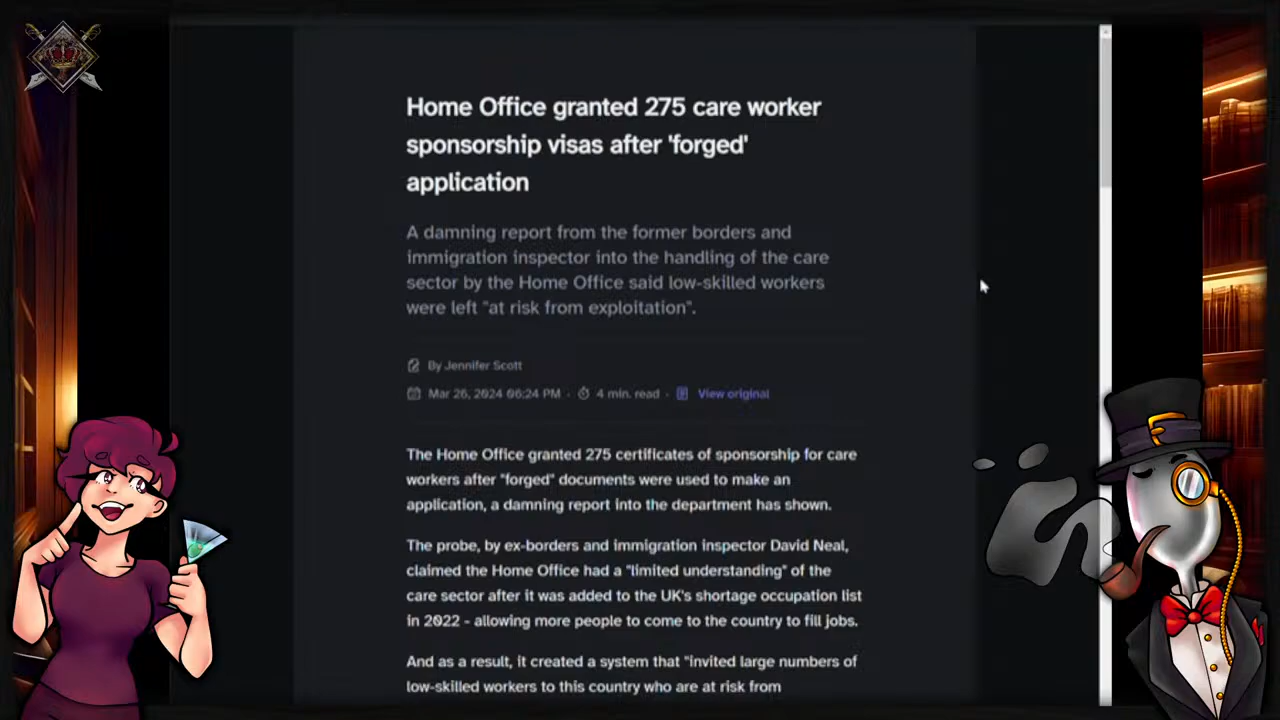 Home Office granted 275 care worker
sponsorship visas after 'forged'
application
A damning report from the former borders and
immigration inspector into the handling of the care
sector by the Home Office said low-skilled workers
were left "at risk from exploitation".
By Jennifer Scott
Mar 26, 2024 06:24 PM · 4 min. read · View original
The Home Office granted 275 certificates of sponsorship for care
workers after "forged" documents were used to make an
application, a damning report into the department has shown.
The probe, by ex-borders and immigration inspector David Neal,
claimed the Home Office had a "limited understanding" of the
care sector after it was added to the UK's shortage occupation list
in 2022 - allowing more people to come to the country to fill jobs.
And as a result, it created a system that "invited large numbers of
low-skilled workers to this country who are at risk from